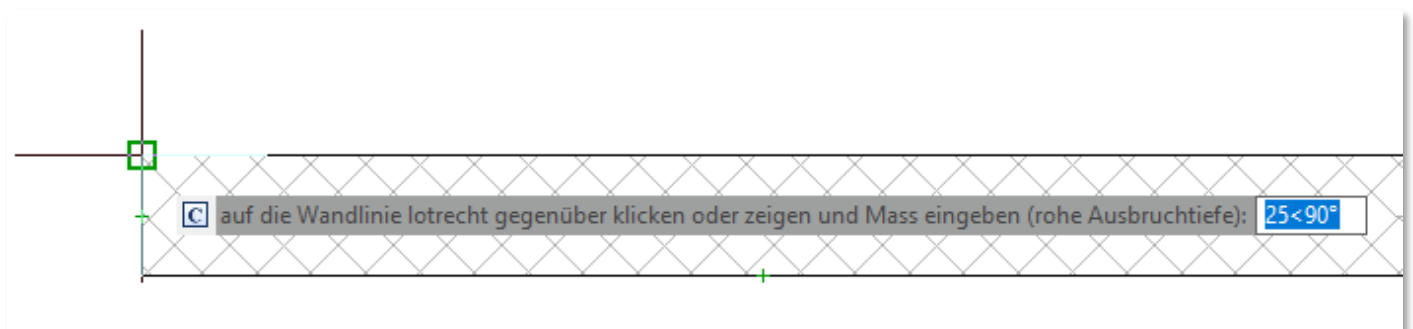 C auf die Wandlinie lotrecht gegenüber klicken oder zeigen und Mass eingeben (rohe Ausbruchtiefe): 25<90°